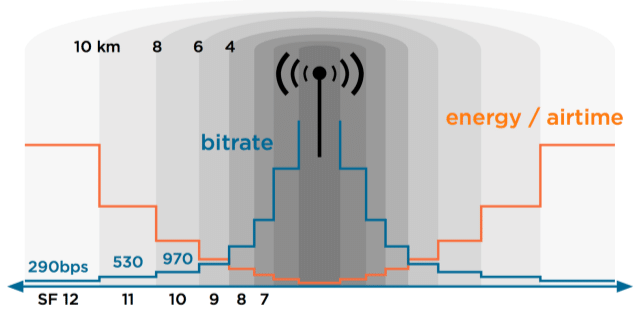 10 km 8 6 4
energy / airtime
bitrate
290bps 530 970
SF 12 11 10 9 8 7